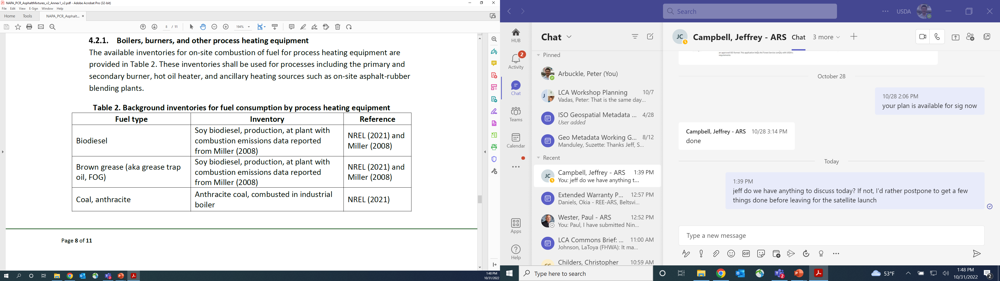 NAPA_PCR_AsphaltMixtures_v2_Annex1_v2.pdf - Adobe Acrobat Pro (32-bit)
File Edit View E-Sign Window Help
Home Tools NAPA_PCR_Asphalt... ×
8 / 11 194%
4.2.1. Boilers, burners, and other process heating equipment
The available inventories for on-site combustion of fuel for process heating equipment are
provided in Table 2. These inventories shall be used for processes including the primary and
secondary burner, hot oil heater, and ancillary heating sources such as on-site asphalt-rubber
blending plants.
Table 2. Background inventories for fuel consumption by process heating equipment
Fuel type Inventory Reference
Biodiesel
Soy biodiesel, production, at plant with
combustion emissions data reported
from Miller (2008)
NREL (2021) and
Miller (2008)
Brown grease (aka grease trap
oil, FOG)
Soy biodiesel, production, at plant with
combustion emissions data reported
from Miller (2008)
NREL (2021) and
Miller (2008)
Coal, anthracite
Anthracite coal, combusted in industrial
boiler
NREL (2021)
Page 8 of 11
1:48 PM
10/31/2022
Search
USDA
HUB
Activity
2
Chat
Teams
Calendar
Apps
Help
Chat
Pinned
Arbuckle, Peter (You)
LCA Workshop Planning 10/7
Vadas, Peter: That is the same day...
ISO Geospatial Metadata ... 4/28
User added
Geo Metadata Working G... 8/12
Manduley, Suzette: Thanks Jeff, S...
Recent
JC
Campbell, Jeffrey - ARS 1:39 PM
You: jeff do we have anything t...
Extended Warranty P... 12:57 PM
Daniels, Okia - REE-ARS, Beltsvi...
Wester, Paul - ARS 12:52 PM
You: Paul, I have submitted Nin...
LCA Commons Brief: ... 11:00 AM
Johnson, LaToya (FHWA): It ma...
Childers, Christopher 10:59 AM
JC Campbell, Jeffrey - ARS Chat 3 more
an approved ISO format. This application helps the Forest Service comply with USDA's
requirements.
October 28
10/28 2:06 PM
your plan is available for sig now
Campbell, Jeffrey - ARS 10/28 3:14 PM
done
Today
1:39 PM
jeff do we have anything to discuss today? If not, I'd rather postpone to get a few
things done before leaving for the satellite launch
Type a new message
GIF
Type here to search
53°F
1:48 PM
10/31/2022
2